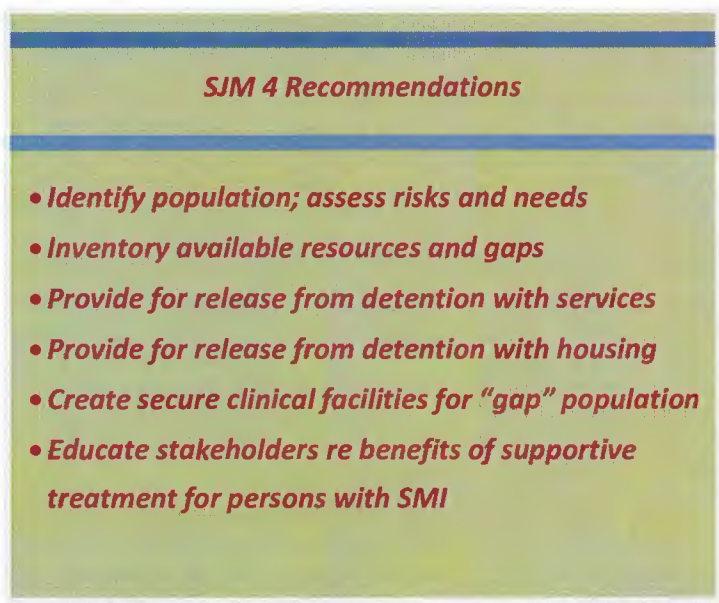 SJM 4 Recommendations
• Identify population; assess risks and needs
• Inventory available resources and gaps
• Provide for release from detention with services
• Provide for release from detention with housing
• Create secure clinical facilities for "gap" population
• Educate stakeholders re benefits of supportive
treatment for persons with SMI